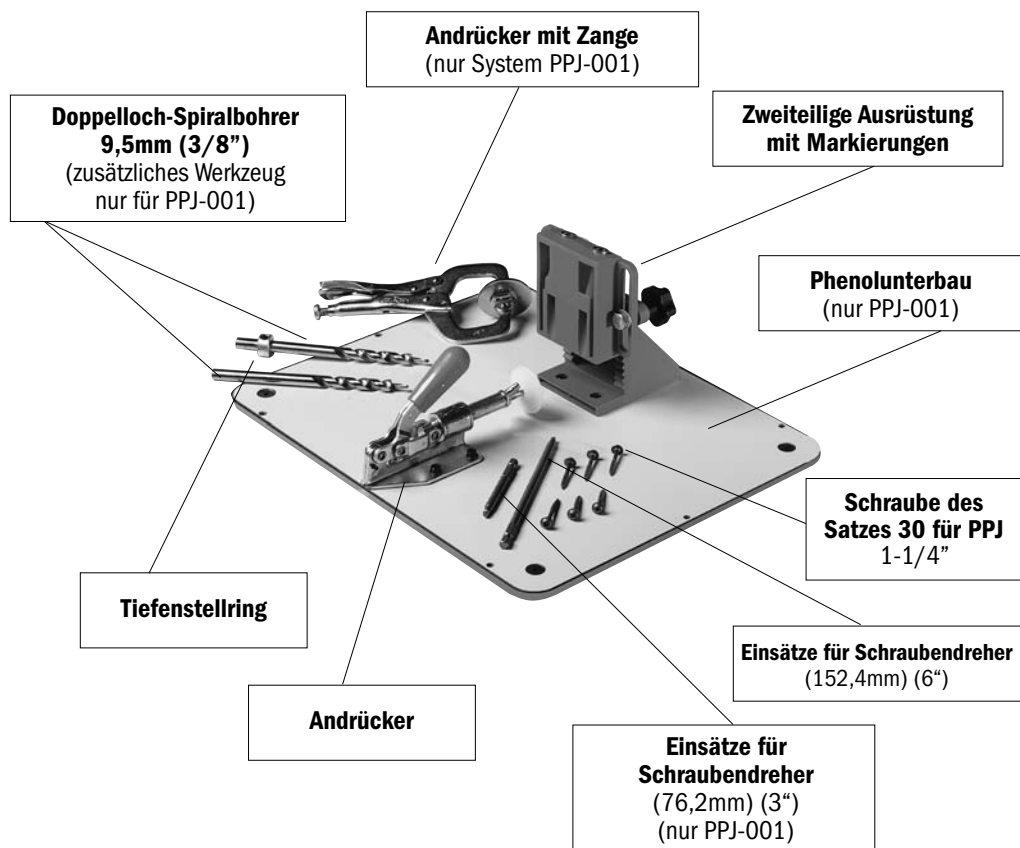 Andrücker mit Zange
(nur System PPJ-001)
Doppelloch-Spiralbohrer
9,5mm (3/8”)
(zusätzliches Werkzeug
nur für PPJ-001)
Zweiteilige Ausrüstung
mit Markierungen
Phenolunterbau
(nur PPJ-001)
Schraube des
Satzes 30 für PPJ
1-1/4”
Tiefenstellring
Einsätze für Schraubendreher
(152,4mm) (6“)
Andrücker
Einsätze für
Schraubendreher
(76,2mm) (3“)
(nur PPJ-001)